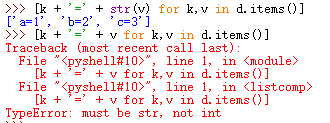 >>> [k + '=' + str(v) for k,v in d.items()]
['a=1', 'b=2', 'c=3']
>>> [k + '=' + v for k,v in d.items()]
Traceback (most recent call last):
  File "<pyshell#10>", line 1, in <module>
    [k + '=' + v for k,v in d.items()]
  File "<pyshell#10>", line 1, in <listcomp>
    [k + '=' + v for k,v in d.items()]
TypeError: must be str, not int